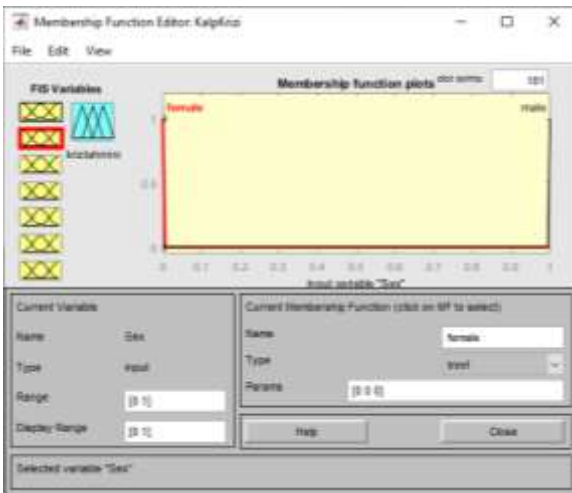 Membership Function Editor: KalpKrizi
File Edit View
FIS Variables
Membership function plots
plot points:
181
female
male
kriztahmini
1
0.5
0
0 0.1 0.2 0.3 0.4 0.5 0.6 0.7 0.8 0.9 1
input variable "Sex"
Current Variable
Name Sex
Type input
Range [0 1]
Display Range [0 1]
Current Membership Function (click on MF to select)
Name female
Type trimf
Params [0 0 0]
Help Close
Selected variable "Sex"